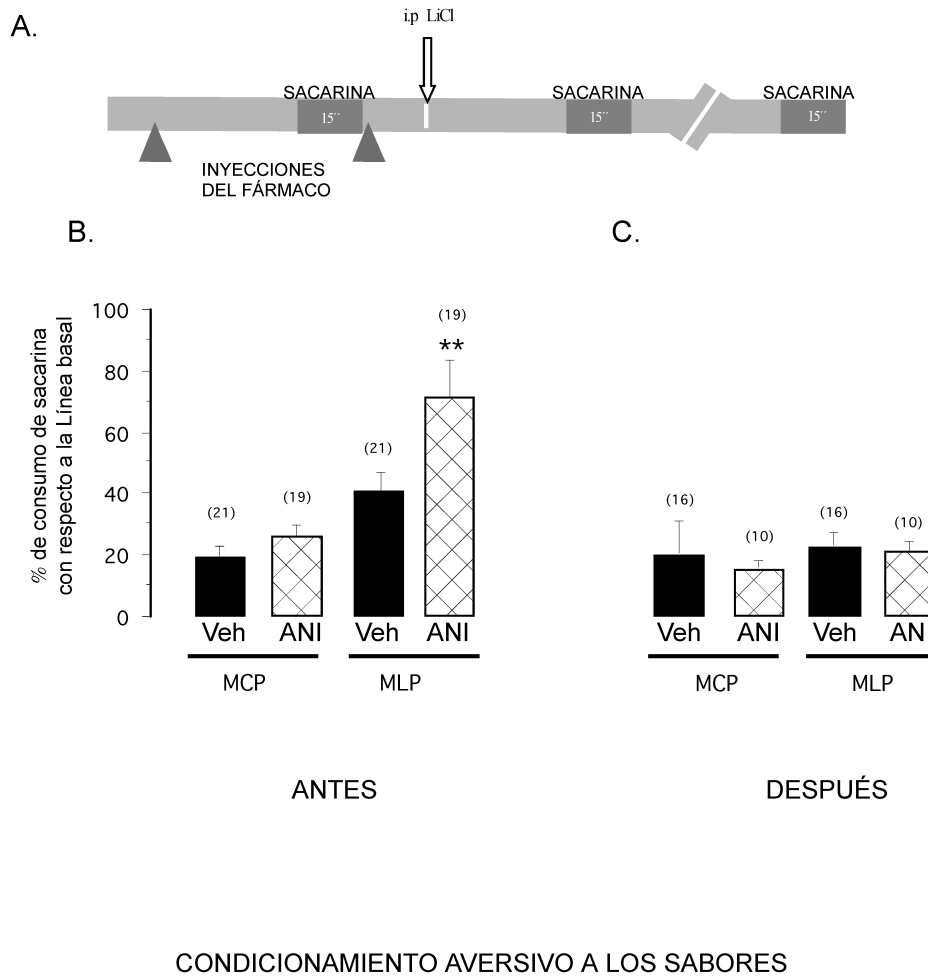 A.
i.p LiCl
SACARINA SACARINA SACARINA
15´´ 15´´ 15´´
INYECCIONES
DEL FÁRMACO
B.
C.
% de consumo de sacarina
con respecto a la Línea basal
100
80
60
40
20
0
(21)
(19)
(21)
(19)
**
Veh ANI Veh ANI
MCP MLP
(16)
(10)
(16)
(10)
Veh ANI Veh AN
MCP MLP
ANTES
DESPUÉS
CONDICIONAMIENTO AVERSIVO A LOS SABORES